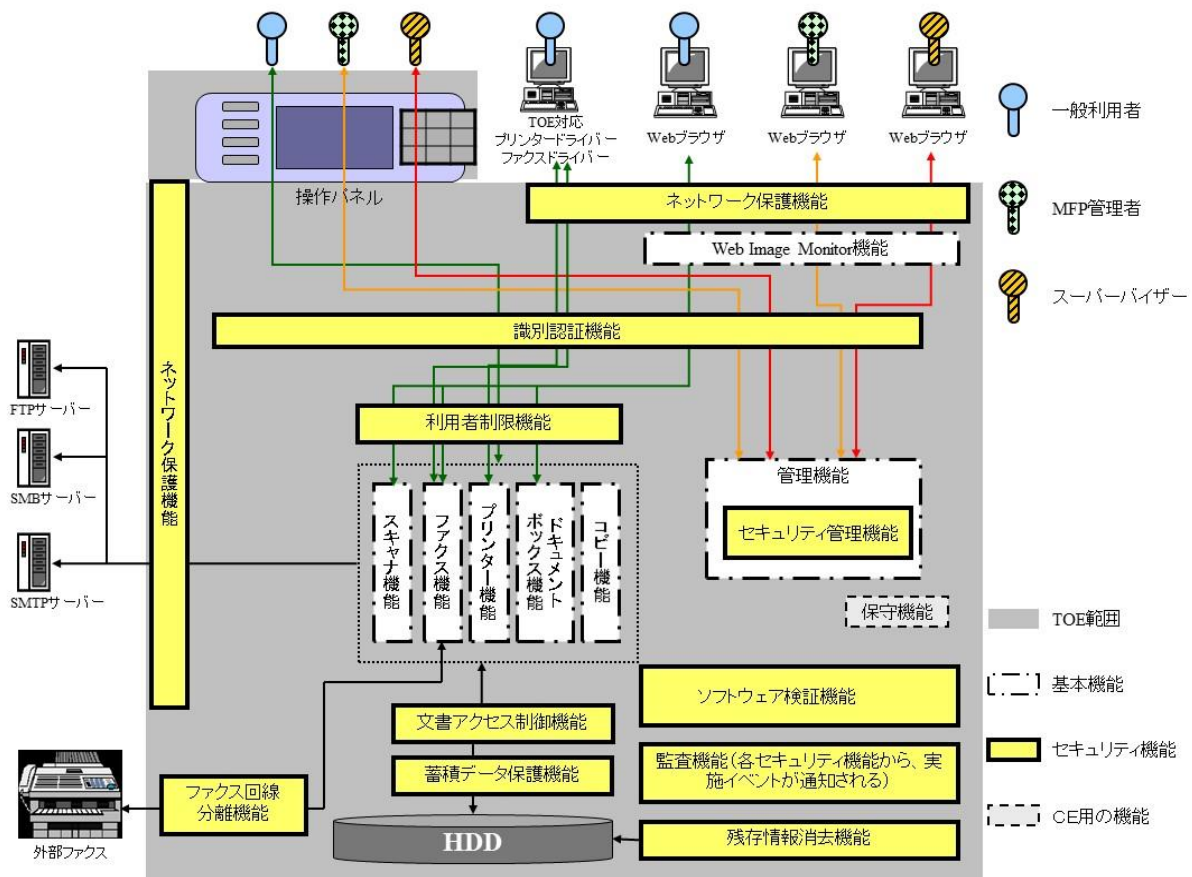 TOE対応
プリンタードライバー
ファクスドライバー
Webブラウザ
Webブラウザ
Webブラウザ
一般利用者
MFP管理者
スーパーバイザー
操作パネル
ネットワーク保護機能
Web Image Monitor機能
識別認証機能
ネットワーク保護機能
利用者制限機能
FTPサーバー
SMBサーバー
SMTPサーバー
スキャナ機能
ファクス機能
プリンター機能
ドキュメント
ボックス機能
コピー機能
管理機能
セキュリティ管理機能
保守機能
文書アクセス制御機能
蓄積データ保護機能
HDD
ソフトウェア検証機能
監査機能(各セキュリティ機能から、実
施イベントが通知される)
残存情報消去機能
ファクス回線
分離機能
外部ファクス
TOE範囲
基本機能
セキュリティ機能
CE用の機能